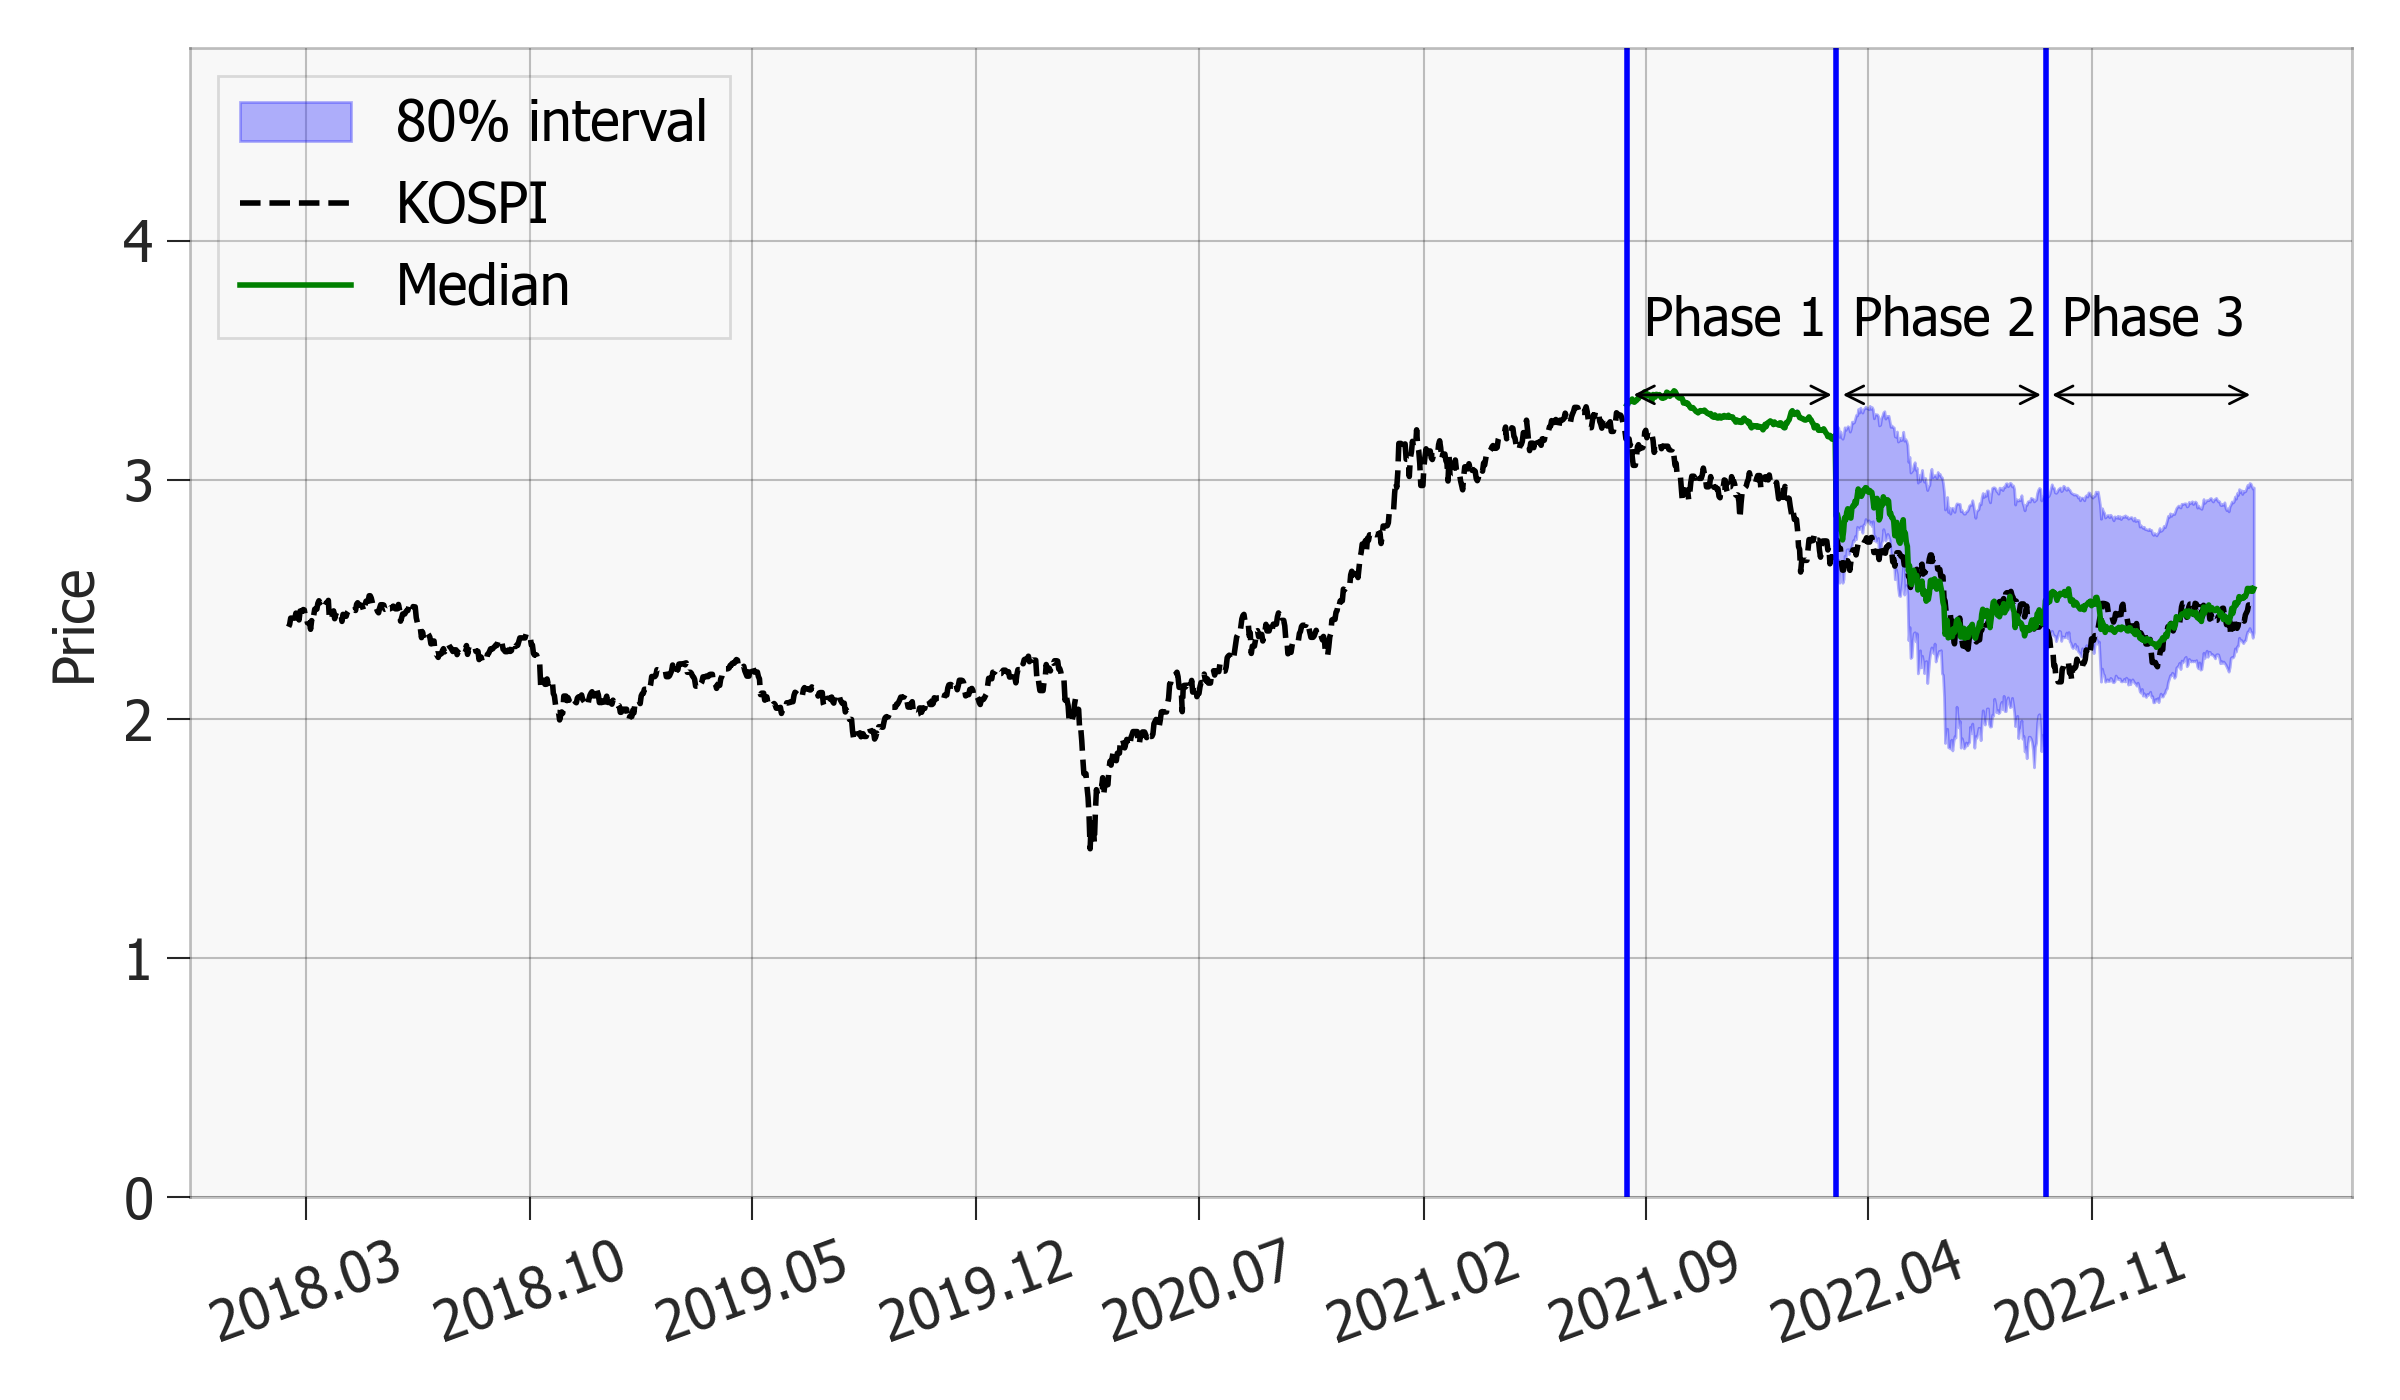 80% interval
KOSPI
Median
Phase 1
Phase 2
Phase 3
Price
4
3
2
1
0
2018.03
2018.10
2019.05
2019.12
2020.07
2021.02
2021.09
2022.04
2022.11